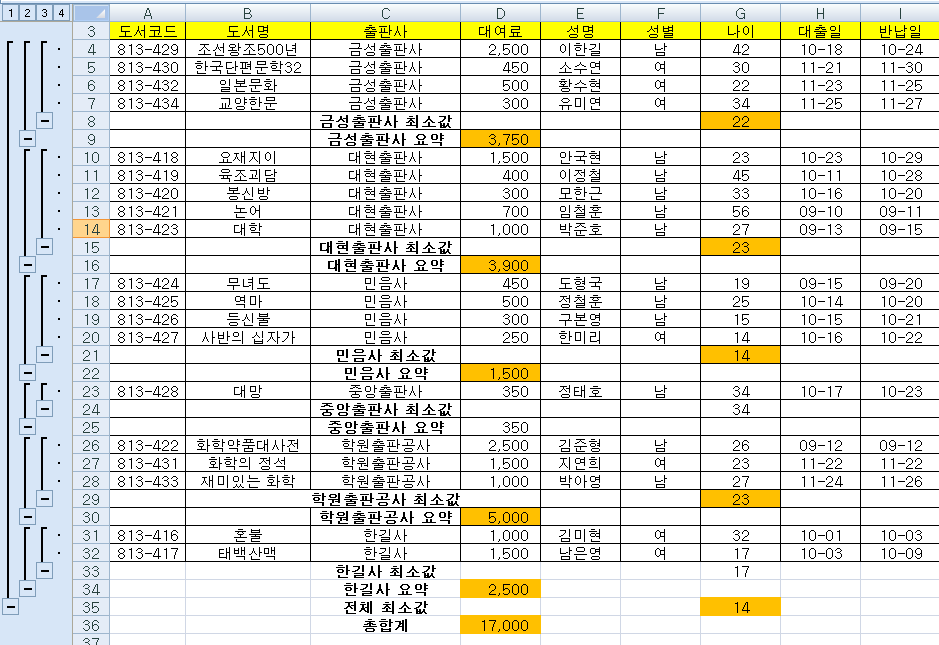 1 2 3 4 A B C D E F G H I
3 도서코드 도서명 출판사 대여료 성명 성별 나이 대출일 반납일
4 813-429 조선왕조500년 금성출판사 2,500 이한길 남 42 10-18 10-24
5 813-430 한국단편문학32 금성출판사 450 소수연 여 30 11-21 11-30
6 813-432 일본문화 금성출판사 500 황수현 여 22 11-23 11-25
7 813-434 교양한문 금성출판사 300 유미연 여 34 11-25 11-27
8 금성출판사 최소값 22
9 금성출판사 요약 3,750
10 813-418 요재지이 대현출판사 1,500 안국현 남 23 10-23 10-29
11 813-419 육조괴담 대현출판사 400 이정철 남 45 10-11 10-28
12 813-420 봉신방 대현출판사 300 모한근 남 33 10-16 10-20
13 813-421 논어 대현출판사 700 임철훈 남 56 09-10 09-11
14 813-423 대학 대현출판사 1,000 박준호 남 27 09-13 09-15
15 대현출판사 최소값 23
16 대현출판사 요약 3,900
17 813-424 무녀도 민음사 450 도형국 남 19 09-15 09-20
18 813-425 역마 민음사 500 정철훈 남 25 10-14 10-20
19 813-426 등신불 민음사 300 구본영 남 15 10-15 10-21
20 813-427 사반의 십자가 민음사 250 한미리 여 14 10-16 10-22
21 민음사 최소값 14
22 민음사 요약 1,500
23 813-428 대망 중앙출판사 350 정태호 남 34 10-17 10-23
24 중앙출판사 최소값 34
25 중앙출판사 요약 350
26 813-422 화학약품대사전 학원출판공사 2,500 김준형 남 26 09-12 09-12
27 813-431 화학의 정석 학원출판공사 1,500 지연희 여 23 11-22 11-22
28 813-433 재미있는 화학 학원출판공사 1,000 박아영 남 27 11-24 11-26
29 학원출판공사 최소값 23
30 학원출판공사 요약 5,000
31 813-416 혼불 한길사 1,000 김미현 여 32 10-01 10-03
32 813-417 태백산맥 한길사 1,500 남은영 여 17 10-03 10-09
33 한길사 최소값 17
34 한길사 요약 2,500
35 전체 최소값 14
36 총합계 17,000
37